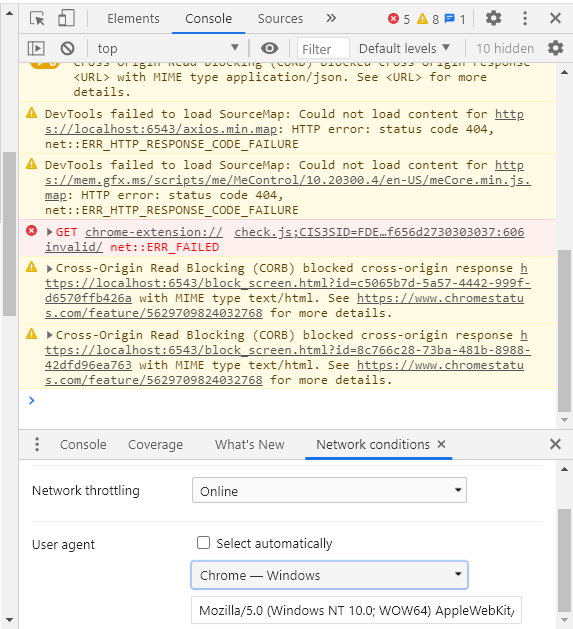 Elements Console Sources » 5 8 1
top Filter Default levels 10 hidden
Cross-Origin Read Blocking (CORB) blocked cross-origin response
<URL> with MIME type application/json. See <URL> for more
details.
DevTools failed to load SourceMap: Could not load content for http
s://localhost:6543/axios.min.map: HTTP error: status code 404,
net::ERR_HTTP_RESPONSE_CODE_FAILURE
DevTools failed to load SourceMap: Could not load content for http
s://mem.gfx.ms/scripts/me/MeControl/10.20300.4/en-US/meCore.min.js.
map: HTTP error: status code 404,
net::ERR_HTTP_RESPONSE_CODE_FAILURE
GET chrome-extension:// check.js;CIS3SID=FDE…f656d2730303037:606
invalid/ net::ERR_FAILED
Cross-Origin Read Blocking (CORB) blocked cross-origin response h
ttps://localhost:6543/block_screen.html?id=c5065b7d-5a57-4442-999f-
d6570ffb426a with MIME type text/html. See https://www.chromestatu
s.com/feature/5629709824032768 for more details.
Cross-Origin Read Blocking (CORB) blocked cross-origin response h
ttps://localhost:6543/block_screen.html?id=8c766c28-73ba-481b-8988-
42dfd96ea763 with MIME type text/html. See https://www.chromestatu
s.com/feature/5629709824032768 for more details.
Console Coverage What's New Network conditions
Network throttling Online
User agent Select automatically
Chrome — Windows
Mozilla/5.0 (Windows NT 10.0; WOW64) AppleWebKit/